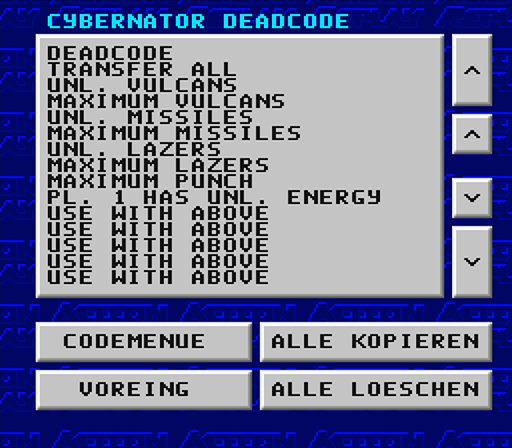 CYBERNATOR DEADCODE
DEADCODE
TRANSFER ALL
UNL. VULCANS
MAXIMUM VULCANS
UNL. MISSILES
MAXIMUM MISSILES
UNL. LAZERS
MAXIMUM LAZERS
MAXIMUM PUNCH
PL. 1 HAS UNL. ENERGY
USE WITH ABOVE
USE WITH ABOVE
USE WITH ABOVE
USE WITH ABOVE
USE WITH ABOVE
CODEMENUE
ALLE KOPIEREN
VOREING
ALLE LOESCHEN